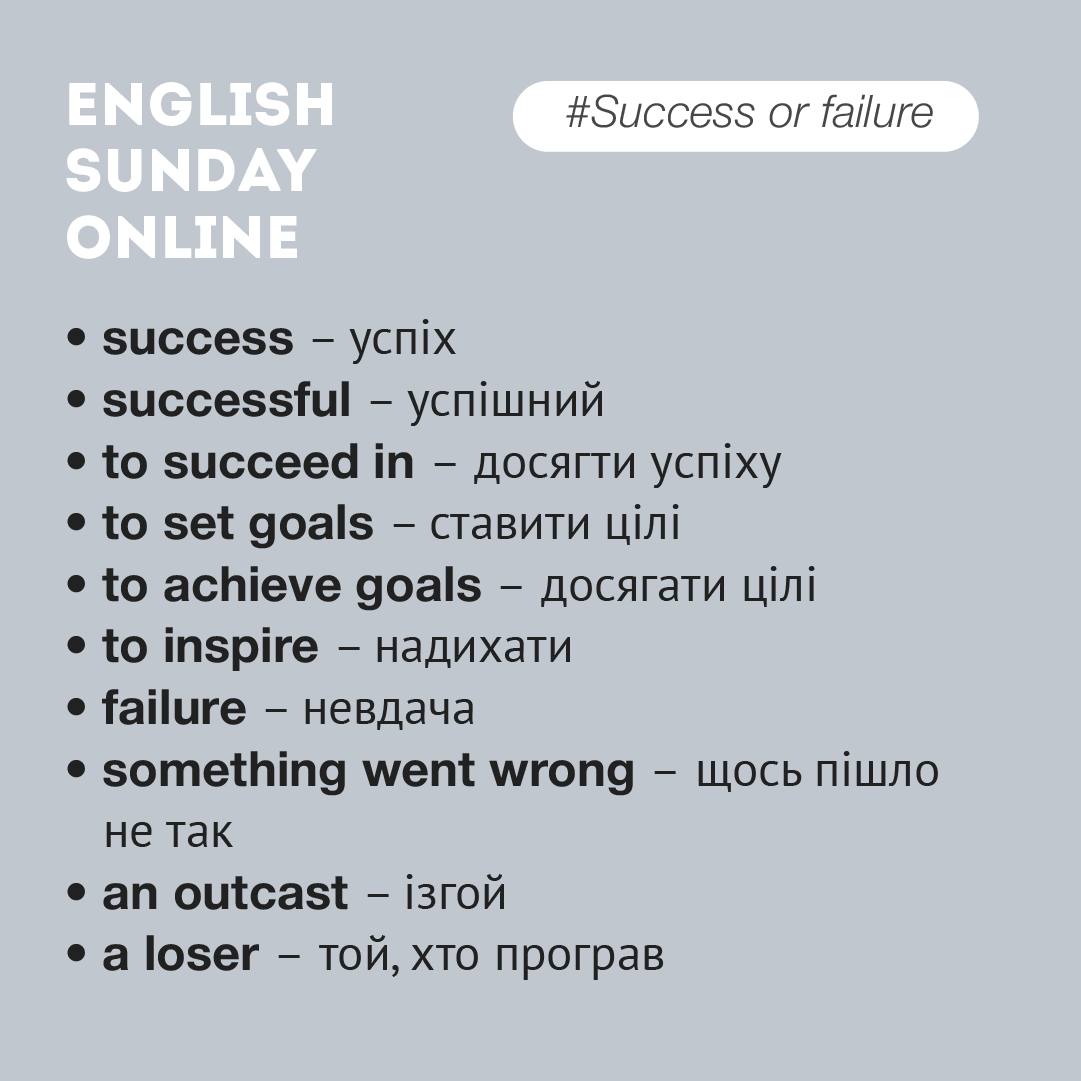 ENGLISH
SUNDAY
ONLINE
#Success or failure
• success – успіх
• successful – успішний
• to succeed in – досягти успіху
• to set goals – ставити цілі
• to achieve goals – досягати цілі
• to inspire – надихати
• failure – невдача
• something went wrong – щось пішло
не так
• an outcast – ізгой
• a loser – той, хто програв